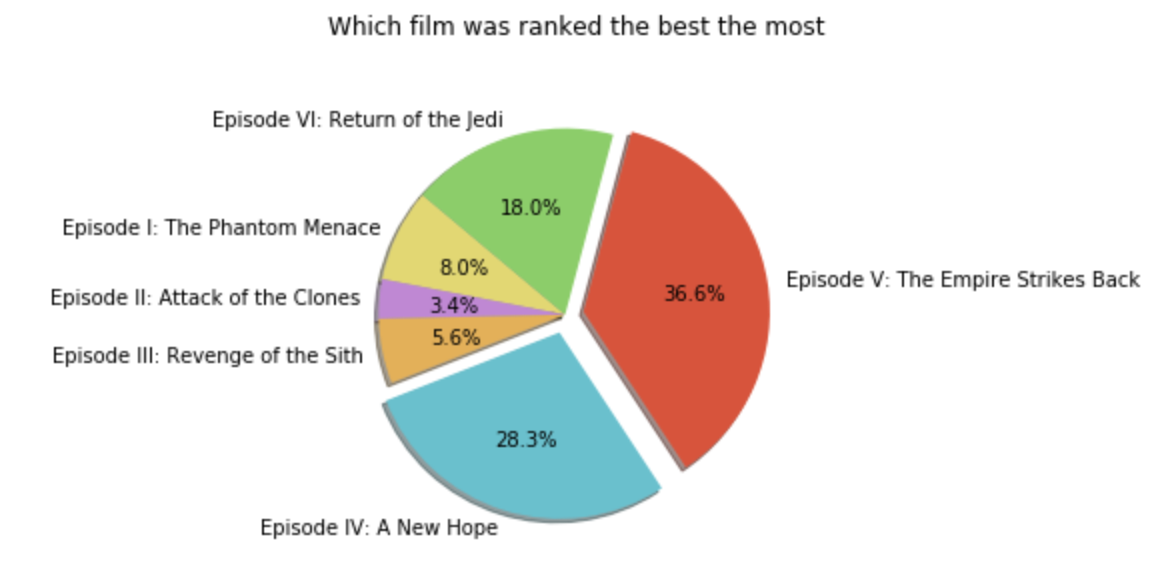 Which film was ranked the best the most
Episode VI: Return of the Jedi
18.0%
Episode I: The Phantom Menace
8.0%
Episode V: The Empire Strikes Back
36.6%
Episode II: Attack of the Clones
3.4%
Episode III: Revenge of the Sith
5.6%
28.3%
Episode IV: A New Hope